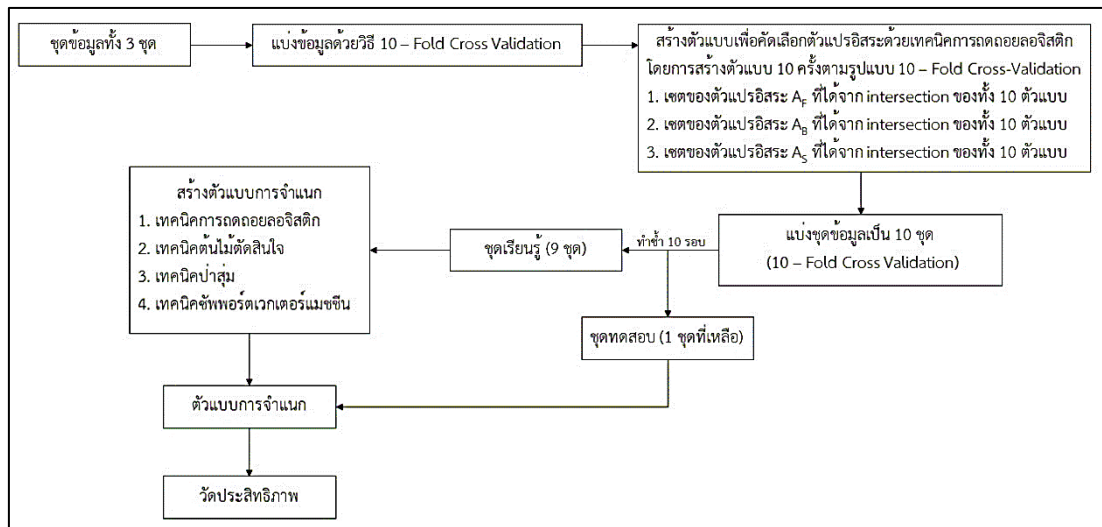 ชุดข้อมูลทั้ง 3 ชุด
แบ่งข้อมูลด้วยวิธี 10 – Fold Cross Validation
สร้างตัวแบบเพื่อคัดเลือกตัวแปรอิสระด้วยเทคนิคการถดถอยลอจิสติก
โดยการสร้างตัวแบบ 10 ครั้งตามรูปแบบ 10 – Fold Cross-Validation
1. เซตของตัวแปรอิสระ A_F ที่ได้จาก intersection ของทั้ง 10 ตัวแบบ
2. เซตของตัวแปรอิสระ A_B ที่ได้จาก intersection ของทั้ง 10 ตัวแบบ
3. เซตของตัวแปรอิสระ A_S ที่ได้จาก intersection ของทั้ง 10 ตัวแบบ
แบ่งชุดข้อมูลเป็น 10 ชุด
(10 – Fold Cross Validation)
ทำซ้ำ 10 รอบ
ชุดเรียนรู้ (9 ชุด)
สร้างตัวแบบการจำแนก
1. เทคนิคการถดถอยลอจิสติก
2. เทคนิคต้นไม้ตัดสินใจ
3. เทคนิคป่าสุ่ม
4. เทคนิคซัพพอร์ตเวกเตอร์แมชชีน
ชุดทดสอบ (1 ชุดที่เหลือ)
ตัวแบบการจำแนก
วัดประสิทธิภาพ